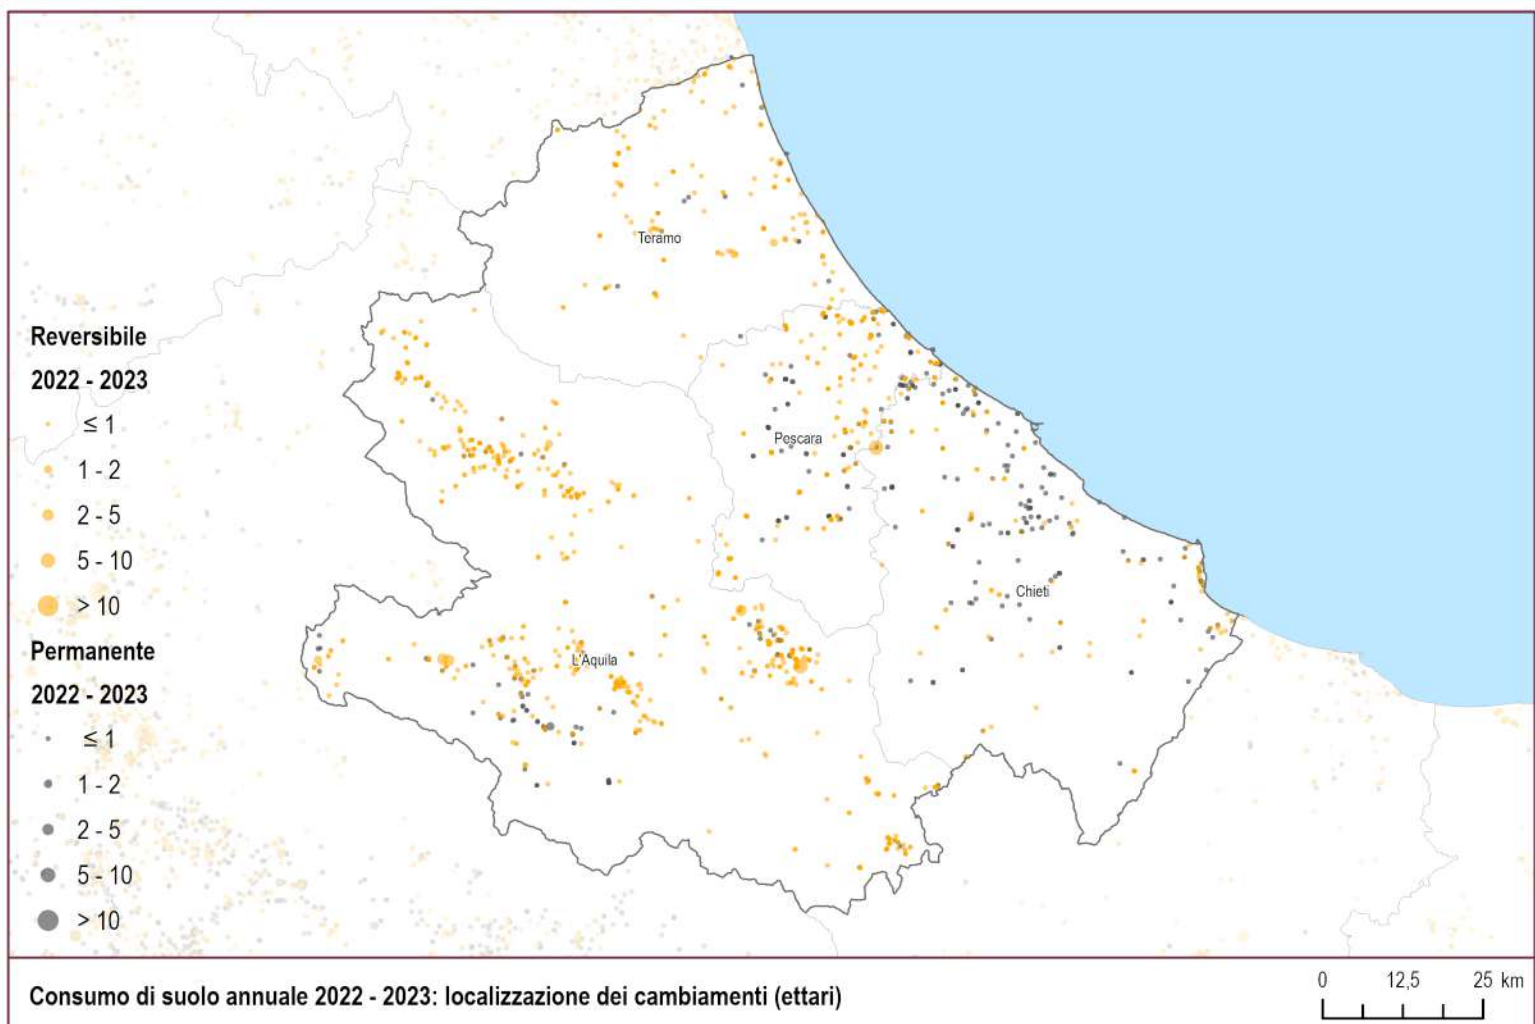 Teramo
Pescara
Chieti
L'Aquila
Reversibile
2022 - 2023
≤ 1
1 - 2
2 - 5
5 - 10
> 10
Permanente
2022 - 2023
≤ 1
1 - 2
2 - 5
5 - 10
> 10
Consumo di suolo annuale 2022 - 2023: localizzazione dei cambiamenti (ettari)
0 12,5 25 km